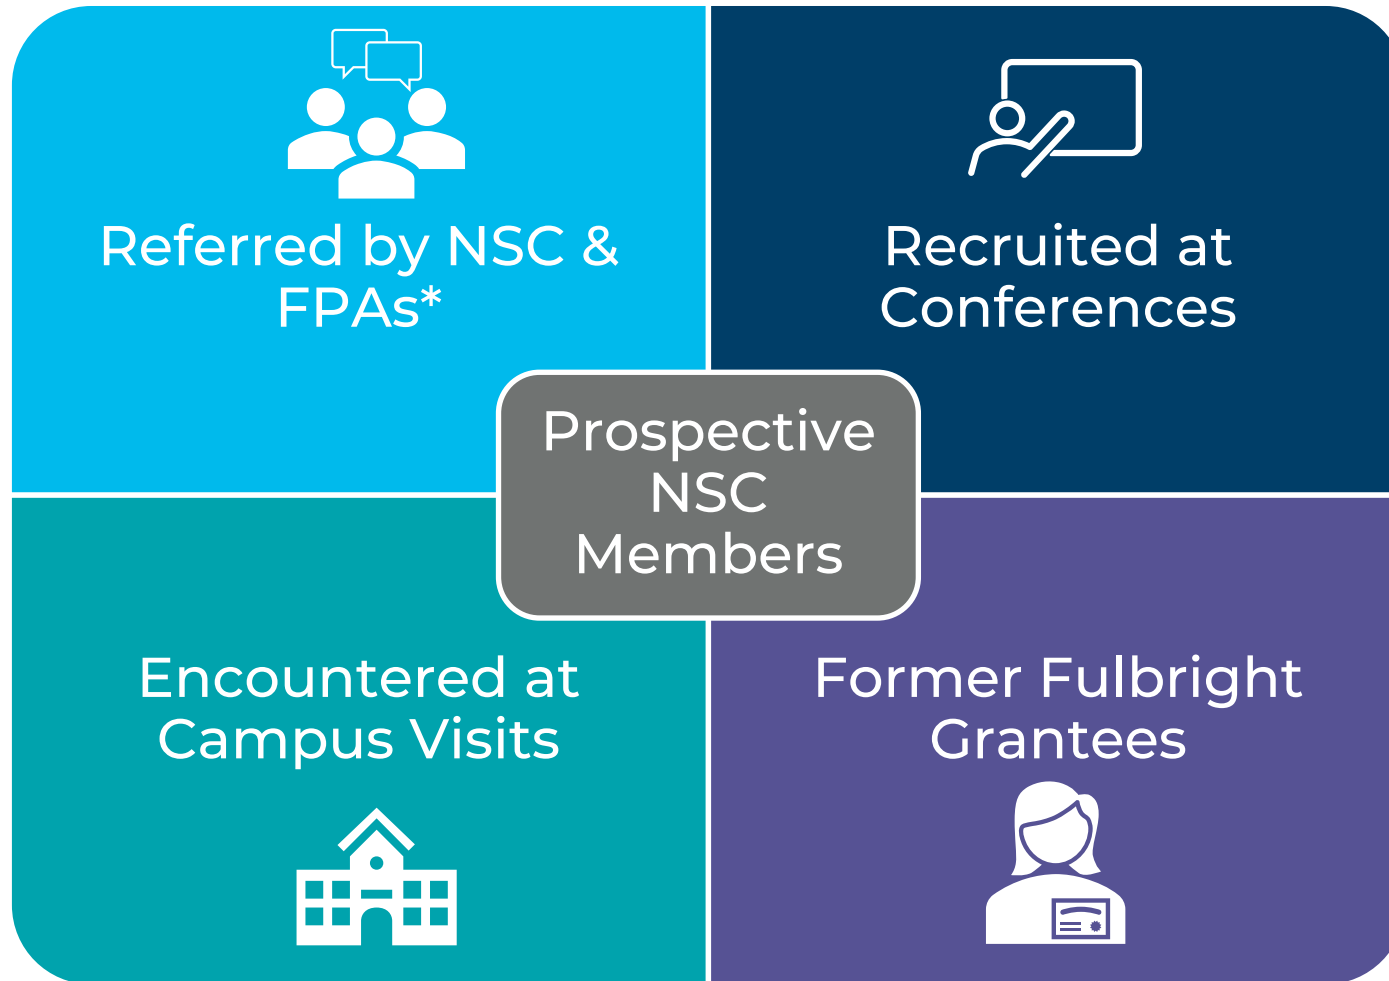 Referred by NSC &
FPAs*
Recruited at
Conferences
Prospective
NSC
Members
Encountered at
Campus Visits
Former Fulbright
Grantees